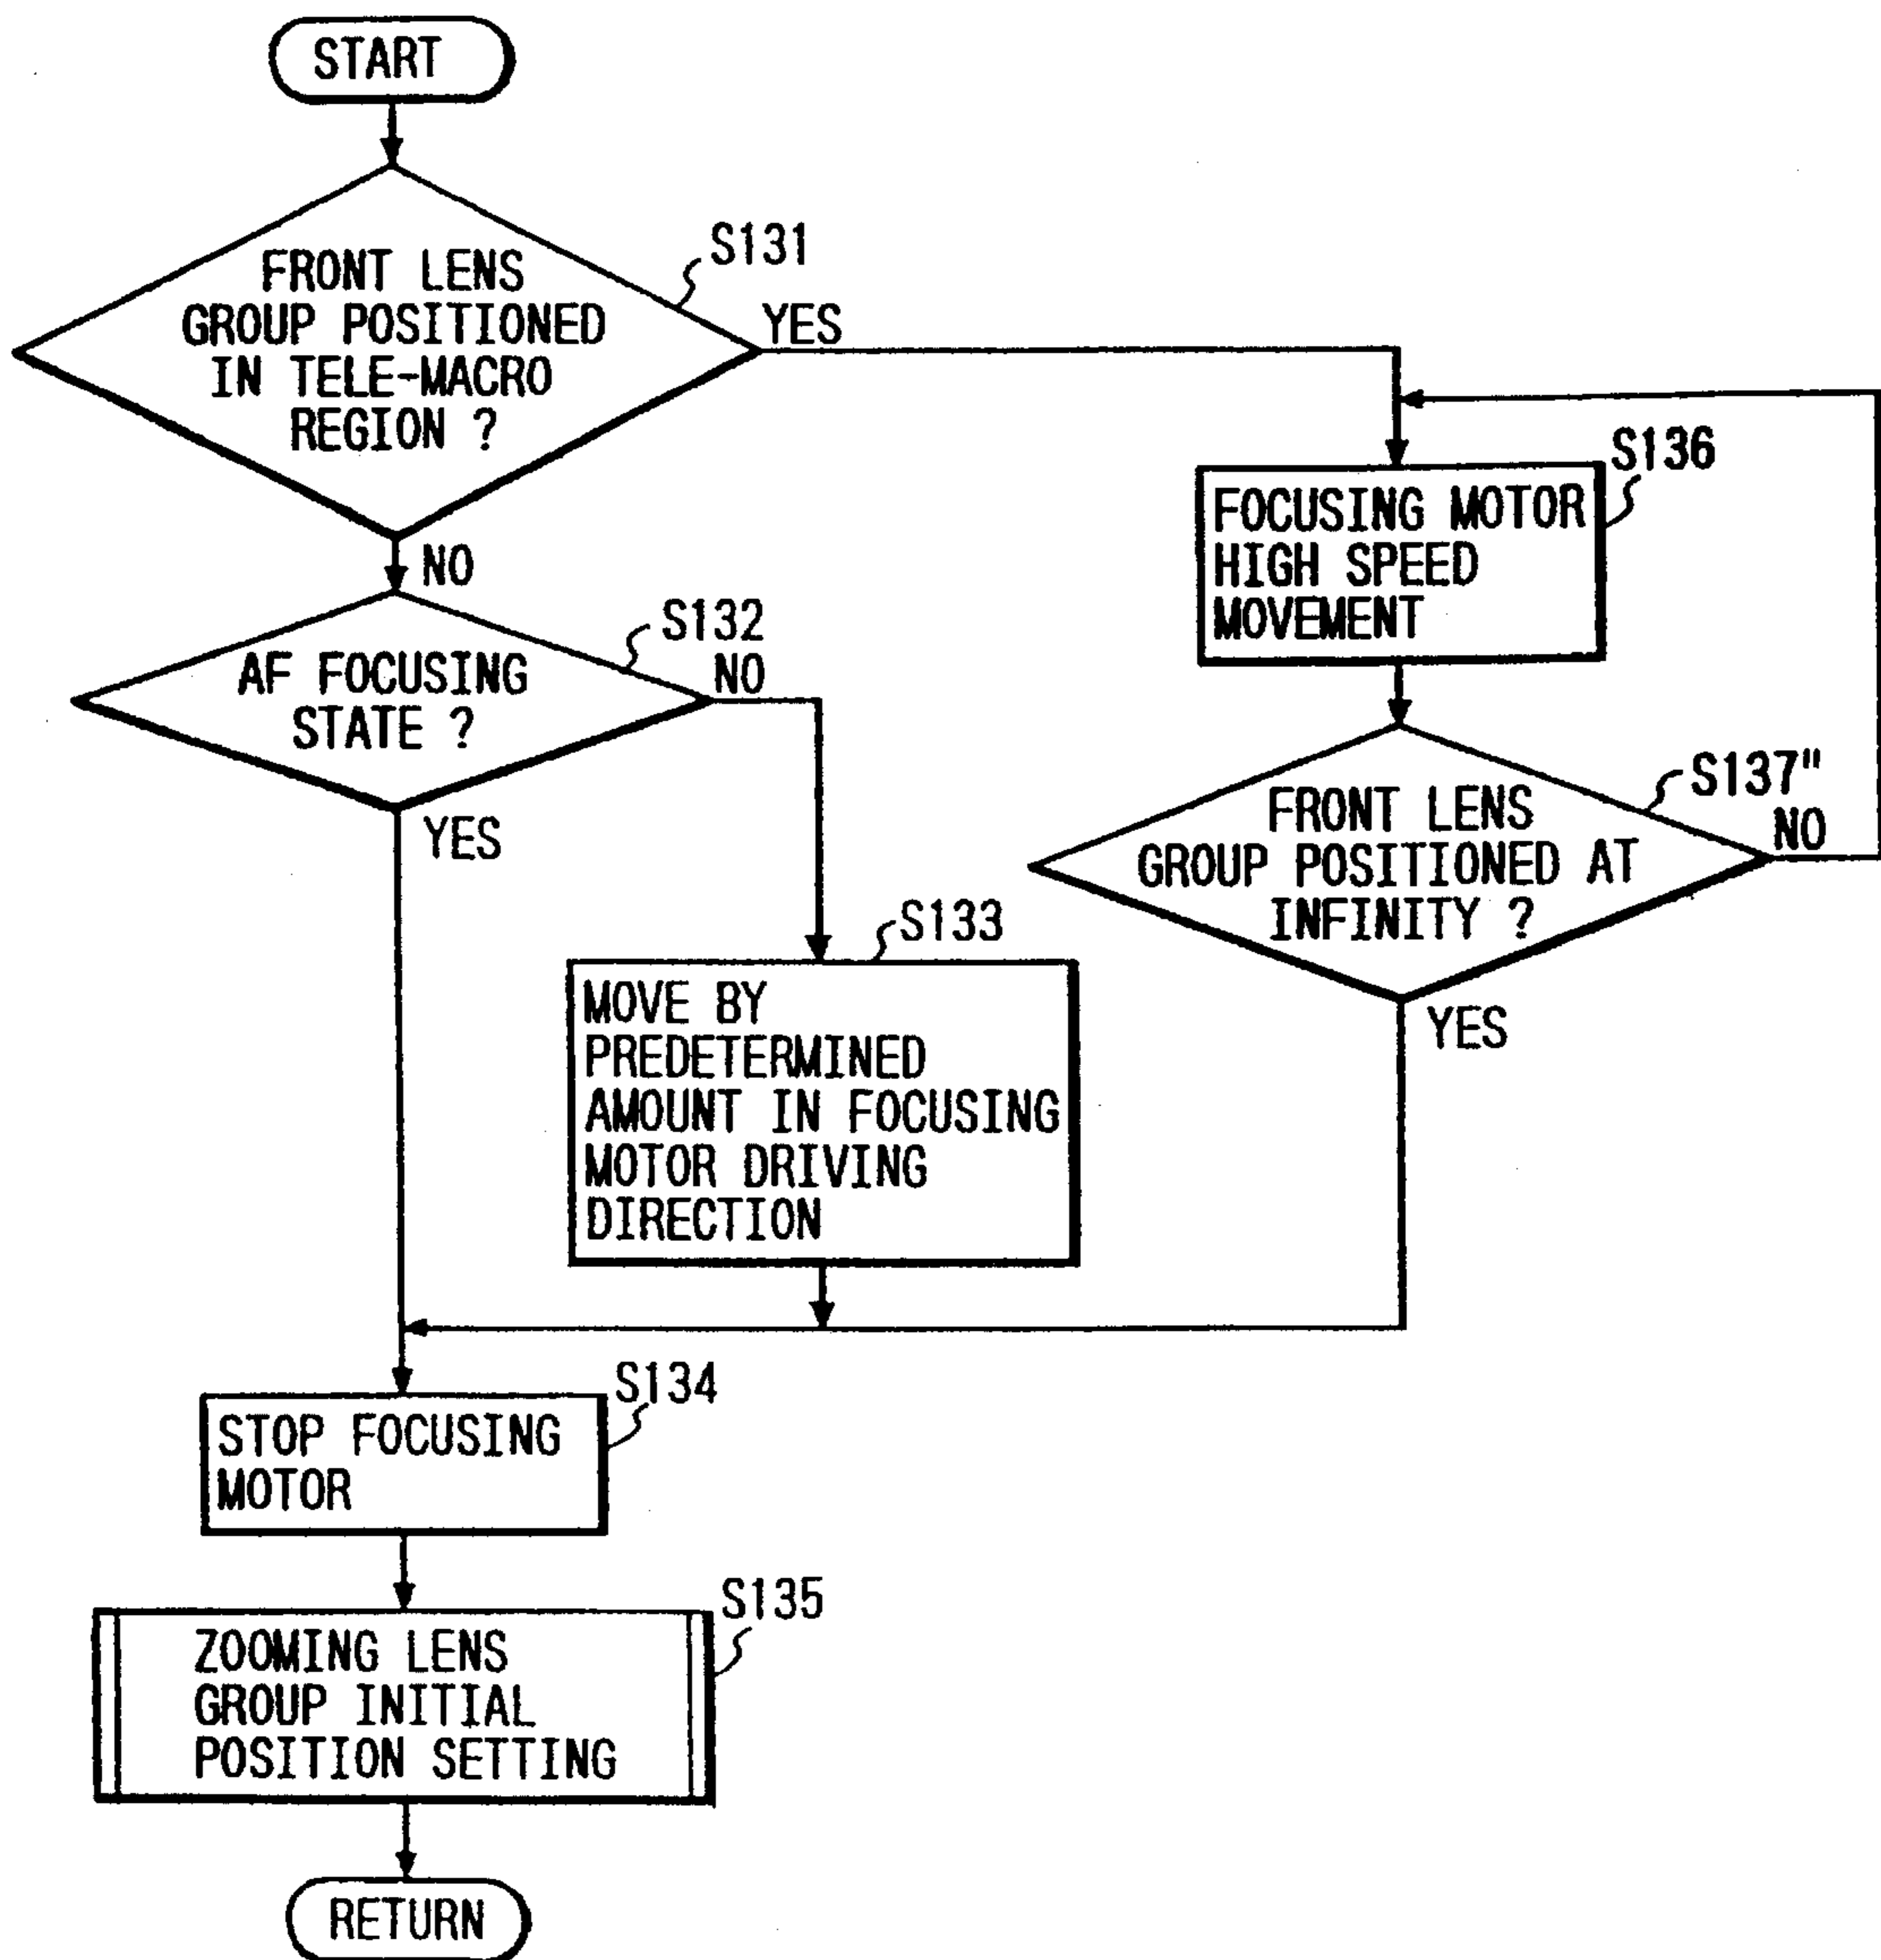 START
S131
FRONT LENS
GROUP POSITIONED
IN TELE-MACRO
REGION ?
YES
NO
S132
AF FOCUSING
STATE ?
NO
YES
S133
MOVE BY
PREDETERMINED
AMOUNT IN FOCUSING
MOTOR DRIVING
DIRECTION
S136
FOCUSING MOTOR
HIGH SPEED
MOVEMENT
S137"
FRONT LENS
GROUP POSITIONED AT
INFINITY ?
NO
YES
S134
STOP FOCUSING
MOTOR
S135
ZOOMING LENS
GROUP INITIAL
POSITION SETTING
RETURN